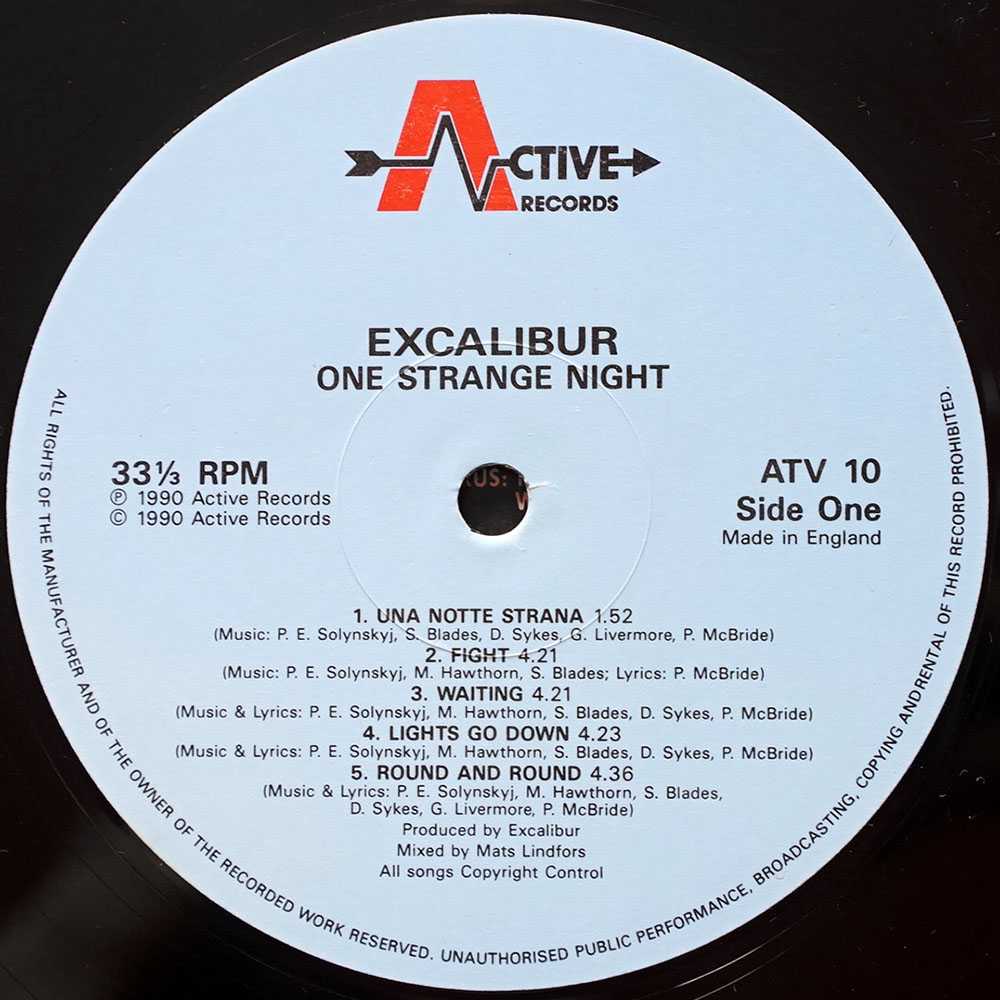 ACTIVE
RECORDS
EXCALIBUR
ONE STRANGE NIGHT
33⅓ RPM
℗ 1990 Active Records
© 1990 Active Records
ATV 10
Side One
Made in England
1. UNA NOTTE STRANA 1.52
(Music: P. E. Solynskyj, S. Blades, D. Sykes, G. Livermore, P. McBride)
2. FIGHT 4.21
(Music: P. E. Solynskyj, M. Hawthorn, S. Blades; Lyrics: P. McBride)
3. WAITING 4.21
(Music & Lyrics: P. E. Solynskyj, M. Hawthorn, S. Blades, D. Sykes, P. McBride)
4. LIGHTS GO DOWN 4.23
(Music & Lyrics: P. E. Solynskyj, M. Hawthorn, S. Blades, D. Sykes, P. McBride)
5. ROUND AND ROUND 4.36
(Music & Lyrics: P. E. Solynskyj, M. Hawthorn, S. Blades,
D. Sykes, G. Livermore, P. McBride)
Produced by Excalibur
Mixed by Mats Lindfors
All songs Copyright Control
ALL RIGHTS OF THE MANUFACTURER AND OF THE OWNER OF THE RECORDED WORK RESERVED. UNAUTHORISED PUBLIC PERFORMANCE, BROADCASTING, COPYING ANDRENTAL OF THIS RECORD PROHIBITED.